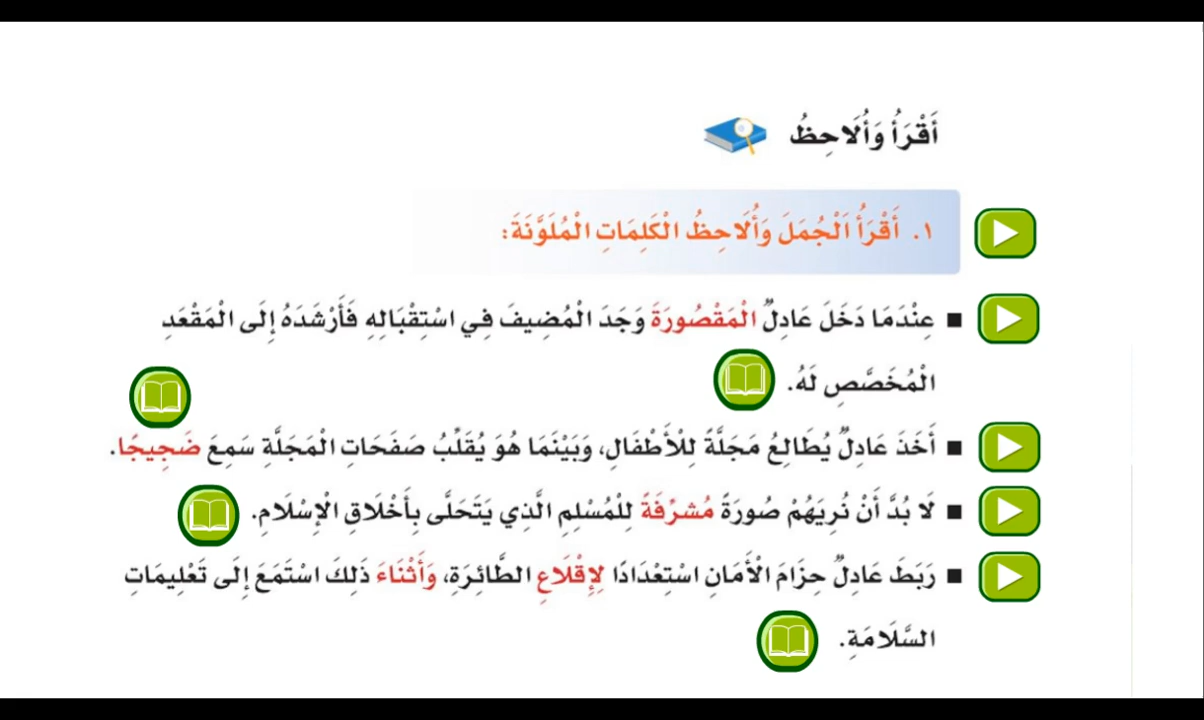 أَقْرَأُ وَأُلَاحِظُ
١. أَقْرَأُ اَلْجُمَلَ وَأُلَاحِظُ الْكَلِمَاتِ الْمُلَوَّنَةَ:
■ عِنْدَمَا دَخَلَ عَادِلٌ الْمَقْصُورَةَ وَجَدَ الْمُضِيفَ فِي اسْتِقْبَالِهِ فَأَرْشَدَهُ إِلَى الْمَقْعَدِ
الْمُخَصَّصِ لَهُ.
■ أَخَذَ عَادِلٌ يُطَالِعُ مَجَلَّةً لِلْأَطْفَالِ، وَبَيْنَمَا هُوَ يُقَلِّبُ صَفَحَاتِ الْمَجَلَّةِ سَمِعَ ضَجِيجًا.
■ لَا بُدَّ أَنْ نُرِيَهُمْ صُورَةً مُشرِّفَةً لِلْمُسْلِمِ الَّذِي يَتَحَلَّى بِأَخْلَاقِ الْإِسْلَامِ.
■ رَبَطَ عَادِلٌ حِزَامَ الْأَمَانِ اسْتِعْدَادًا لِإِقْلَاعِ الطَّائِرَةِ، وَأَثْنَاءَ ذَلِكَ اسْتَمَعَ إِلَى تَعْلِيمَاتِ
السَّلَامَةِ.